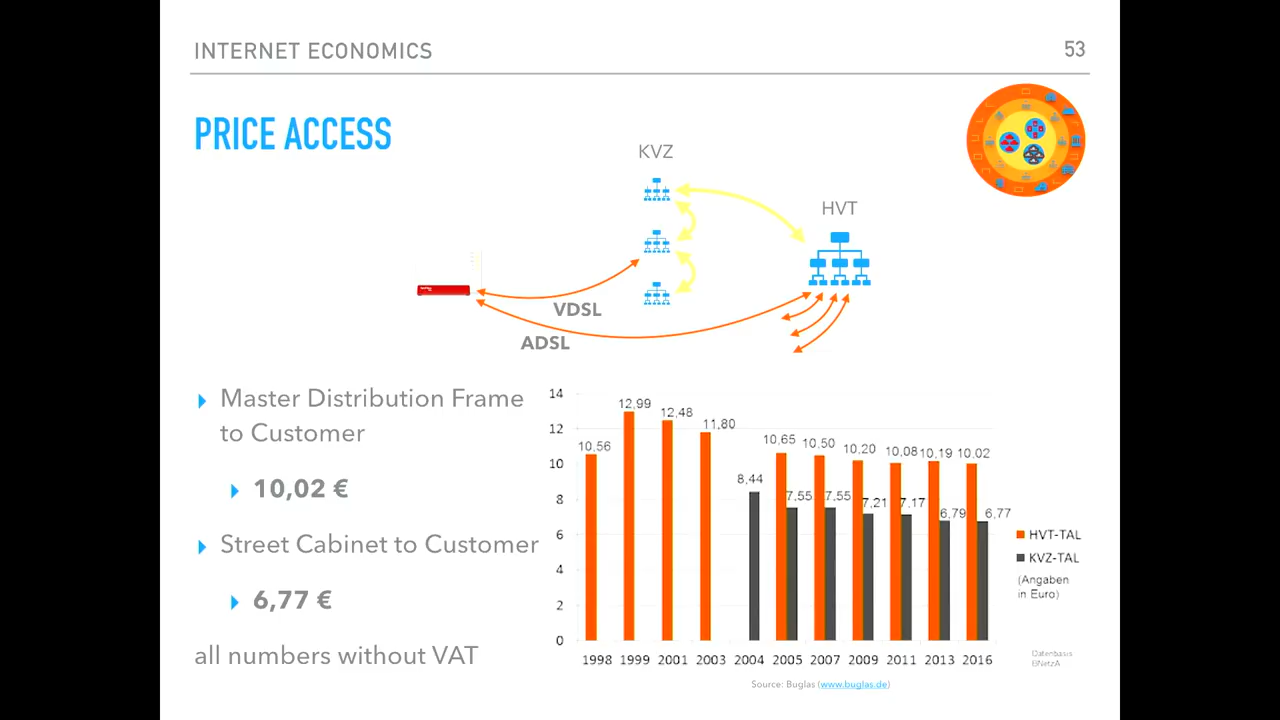 INTERNET ECONOMICS
53
PRICE ACCESS
KVZ
HVT
VDSL
ADSL
Master Distribution Frame
to Customer
10,02 €
Street Cabinet to Customer
6,77 €
all numbers without VAT
14
12
10
8
6
4
2
0
10,56
12,99
12,48
11,80
8,44
10,65
7,55
10,50
7,55
10,20
7,21
10,08
7,17
10,19
6,79
10,02
6,77
1998 1999 2001 2003 2004 2005 2007 2009 2011 2013 2016
HVT-TAL
KVZ-TAL
(Angaben
in Euro)
Datenbasis
BNetzA
Source: Buglas (www.buglas.de)